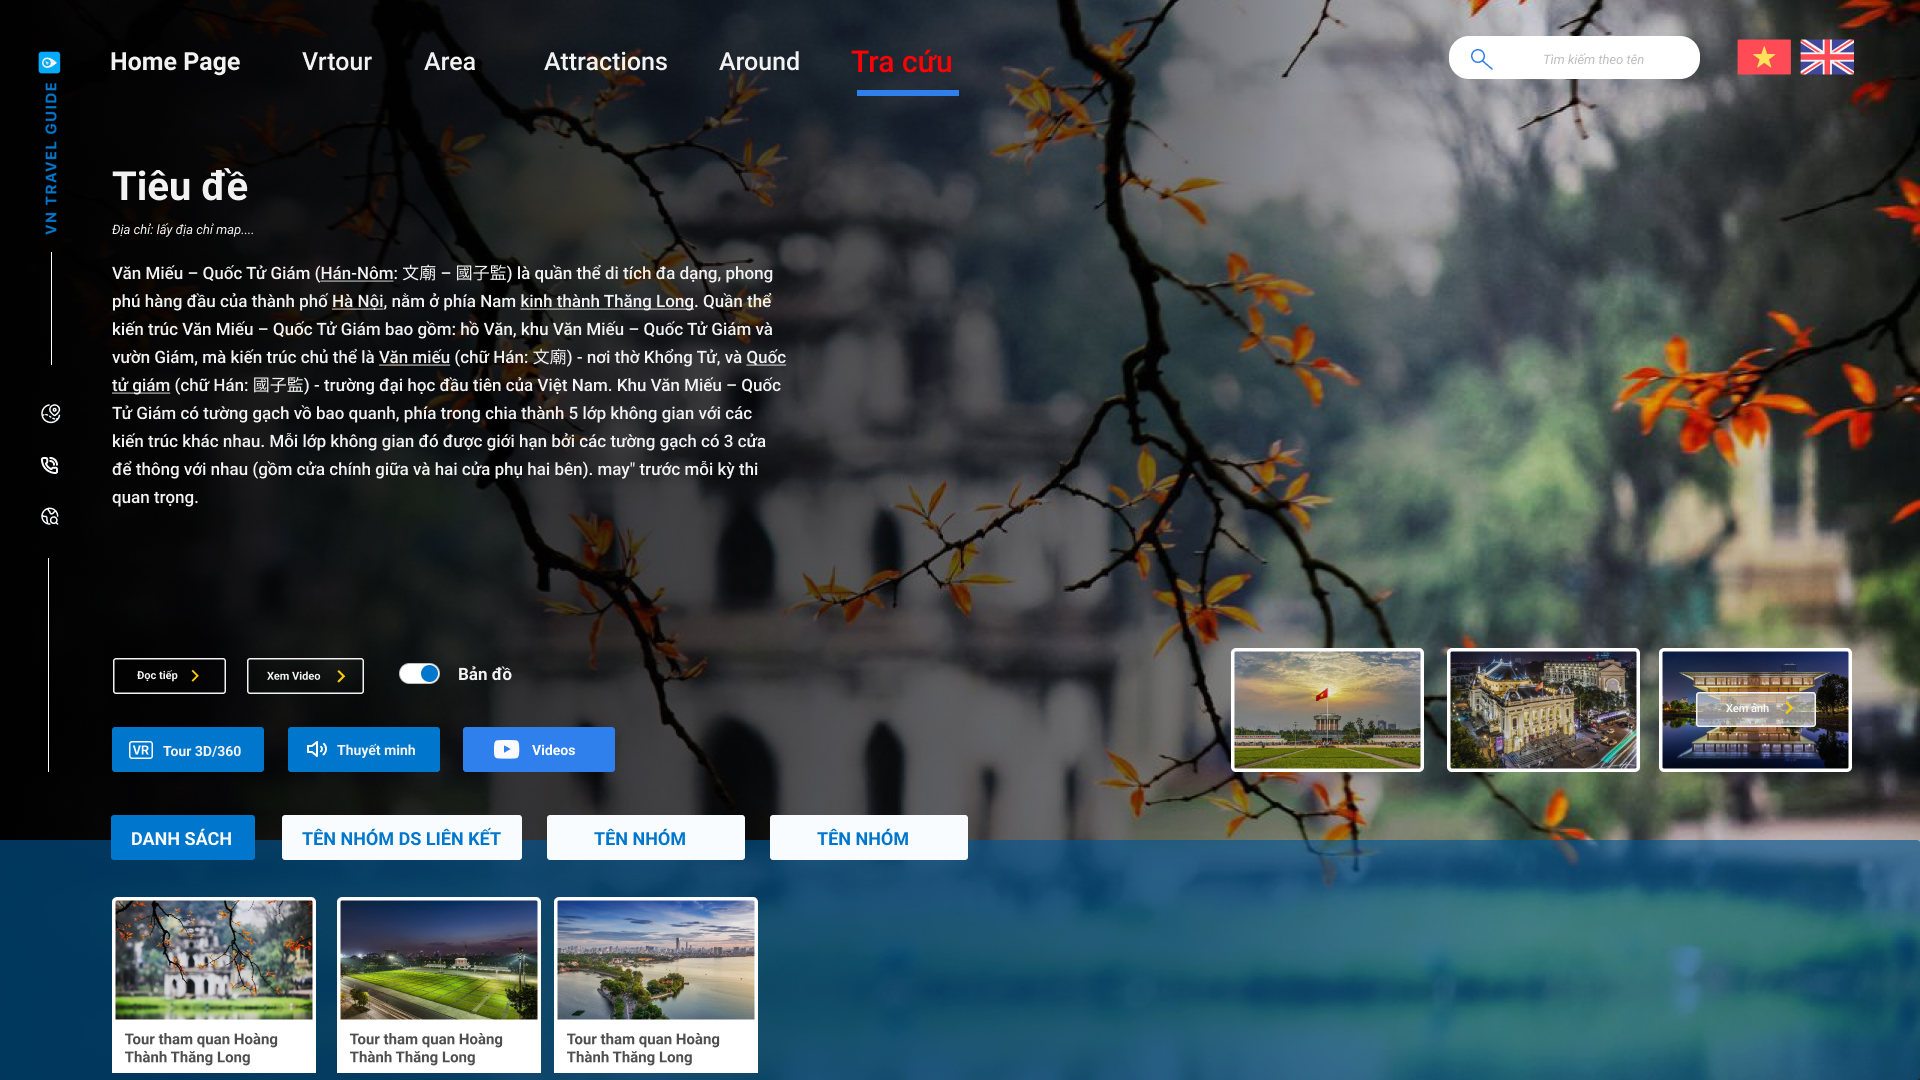 Home Page
Vrtour
Area
Attractions
Around
Tra cứu
Tìm kiếm theo tên
VN TRAVEL GUIDE
Tiêu đề
Địa chỉ: lấy địa chỉ map....
Văn Miếu – Quốc Tử Giám (Hán-Nôm: 文廟 – 國子監) là quần thể di tích đa dạng, phong
phú hàng đầu của thành phố Hà Nội, nằm ở phía Nam kinh thành Thăng Long. Quần thể
kiến trúc Văn Miếu – Quốc Tử Giám bao gồm: hồ Văn, khu Văn Miếu – Quốc Tử Giám và
vườn Giám, mà kiến trúc chủ thể là Văn miếu (chữ Hán: 文廟) - nơi thờ Khổng Tử, và Quốc
tử giám (chữ Hán: 國子監) - trường đại học đầu tiên của Việt Nam. Khu Văn Miếu – Quốc
Tử Giám có tường gạch vồ bao quanh, phía trong chia thành 5 lớp không gian với các
kiến trúc khác nhau. Mỗi lớp không gian đó được giới hạn bởi các tường gạch có 3 cửa
để thông với nhau (gồm cửa chính giữa và hai cửa phụ hai bên). may" trước mỗi kỳ thi
quan trọng.
Đọc tiếp
Xem Video
Bản đồ
Xem ảnh
VR Tour 3D/360
Thuyết minh
Videos
DANH SÁCH
TÊN NHÓM DS LIÊN KẾT
TÊN NHÓM
TÊN NHÓM
Tour tham quan Hoàng
Thành Thăng Long
Tour tham quan Hoàng
Thành Thăng Long
Tour tham quan Hoàng
Thành Thăng Long